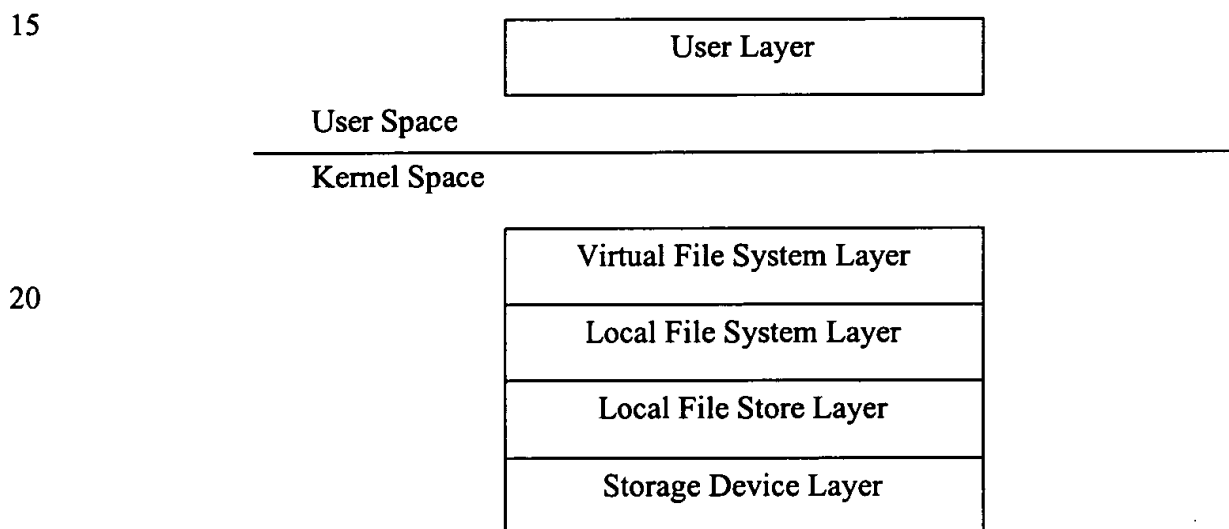 15
User Layer
User Space
Kernel Space
Virtual File System Layer
20
Local File System Layer
Local File Store Layer
Storage Device Layer